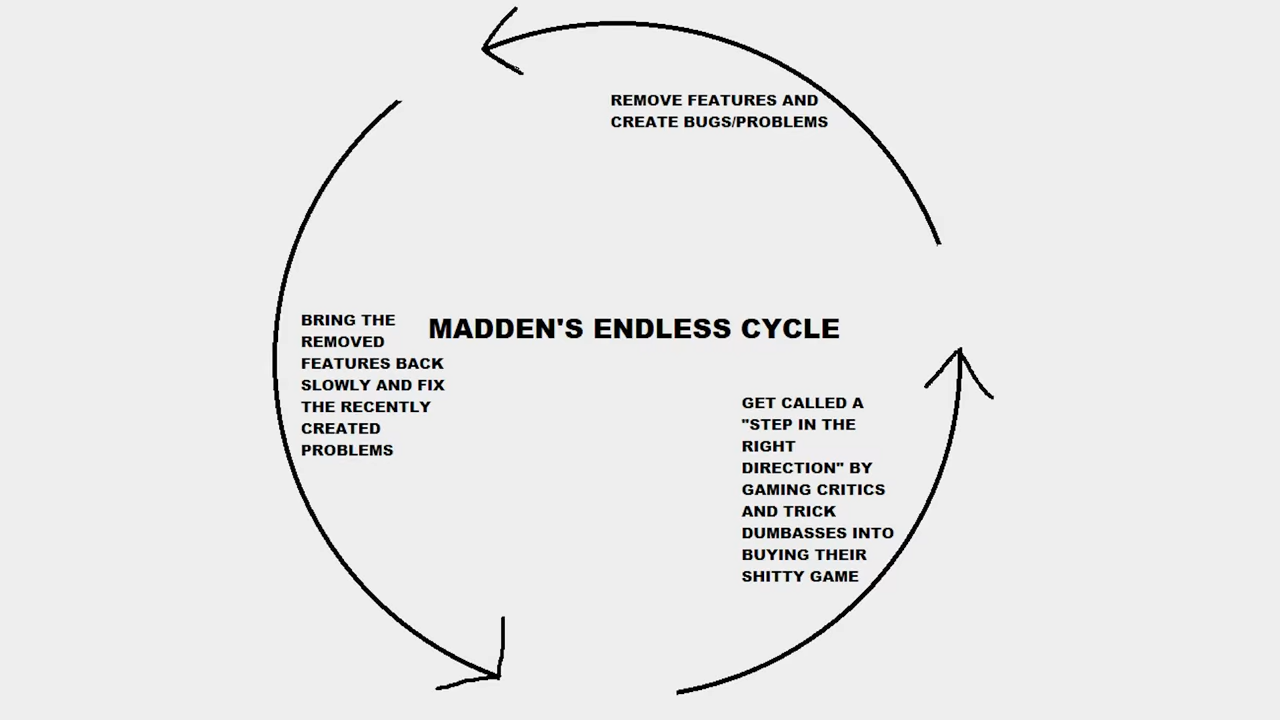 REMOVE FEATURES AND
CREATE BUGS/PROBLEMS
MADDEN'S ENDLESS CYCLE
BRING THE
REMOVED
FEATURES BACK
SLOWLY AND FIX
THE RECENTLY
CREATED
PROBLEMS
GET CALLED A
"STEP IN THE
RIGHT
DIRECTION" BY
GAMING CRITICS
AND TRICK
DUMBASSES INTO
BUYING THEIR
SHITTY GAME